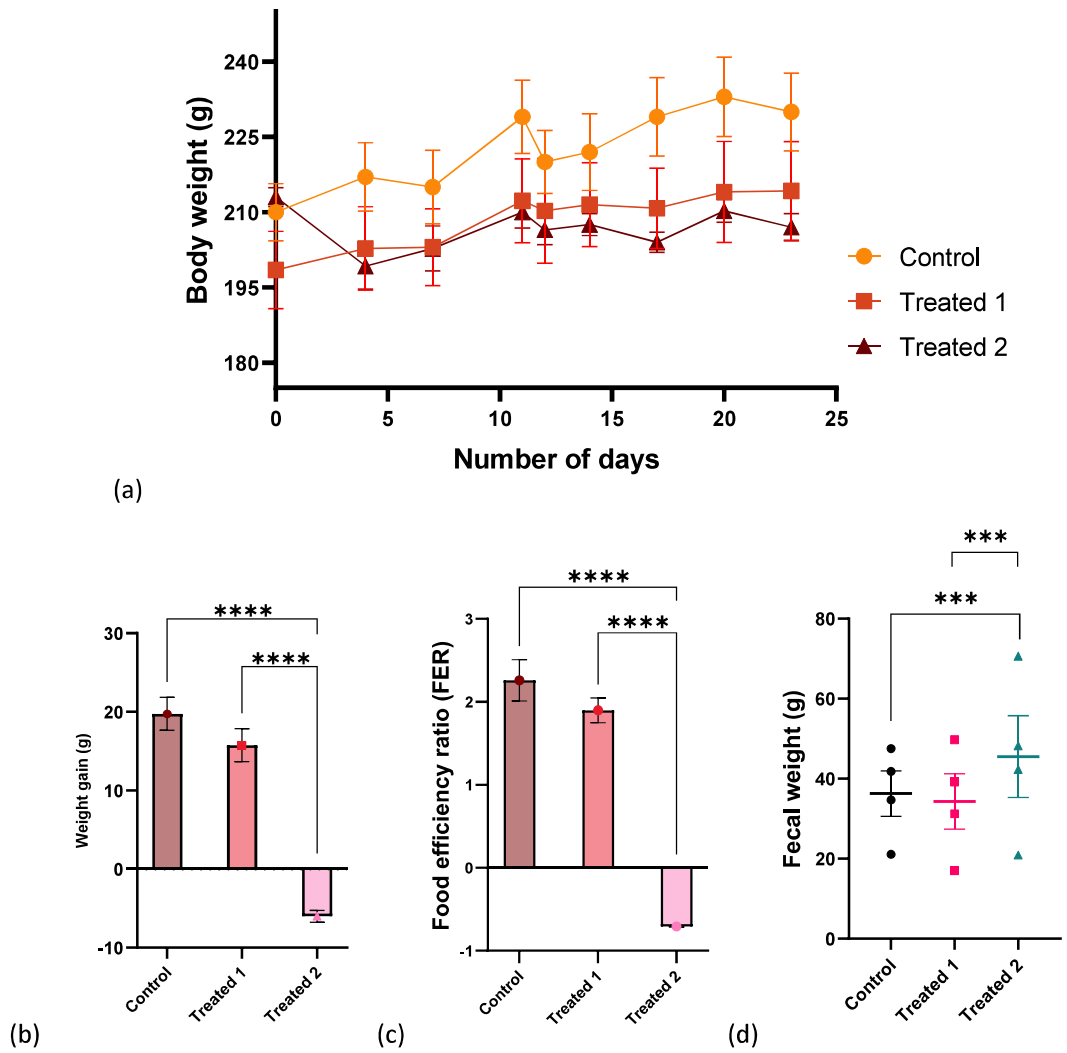 240
225
210
195
180
Body weight (g)
0 5 10 15 20 25
Number of days
Control
Treated 1
Treated 2
(a)
****
****
30
20
10
0
-10
Weight gain (g)
Control Treated 1 Treated 2
(b)
****
****
3
2
1
0
-1
Food efficiency ratio (FER)
Control Treated 1 Treated 2
(c)
***
***
80
60
40
20
0
Fecal weight (g)
Control Treated 1 Treated 2
(d)